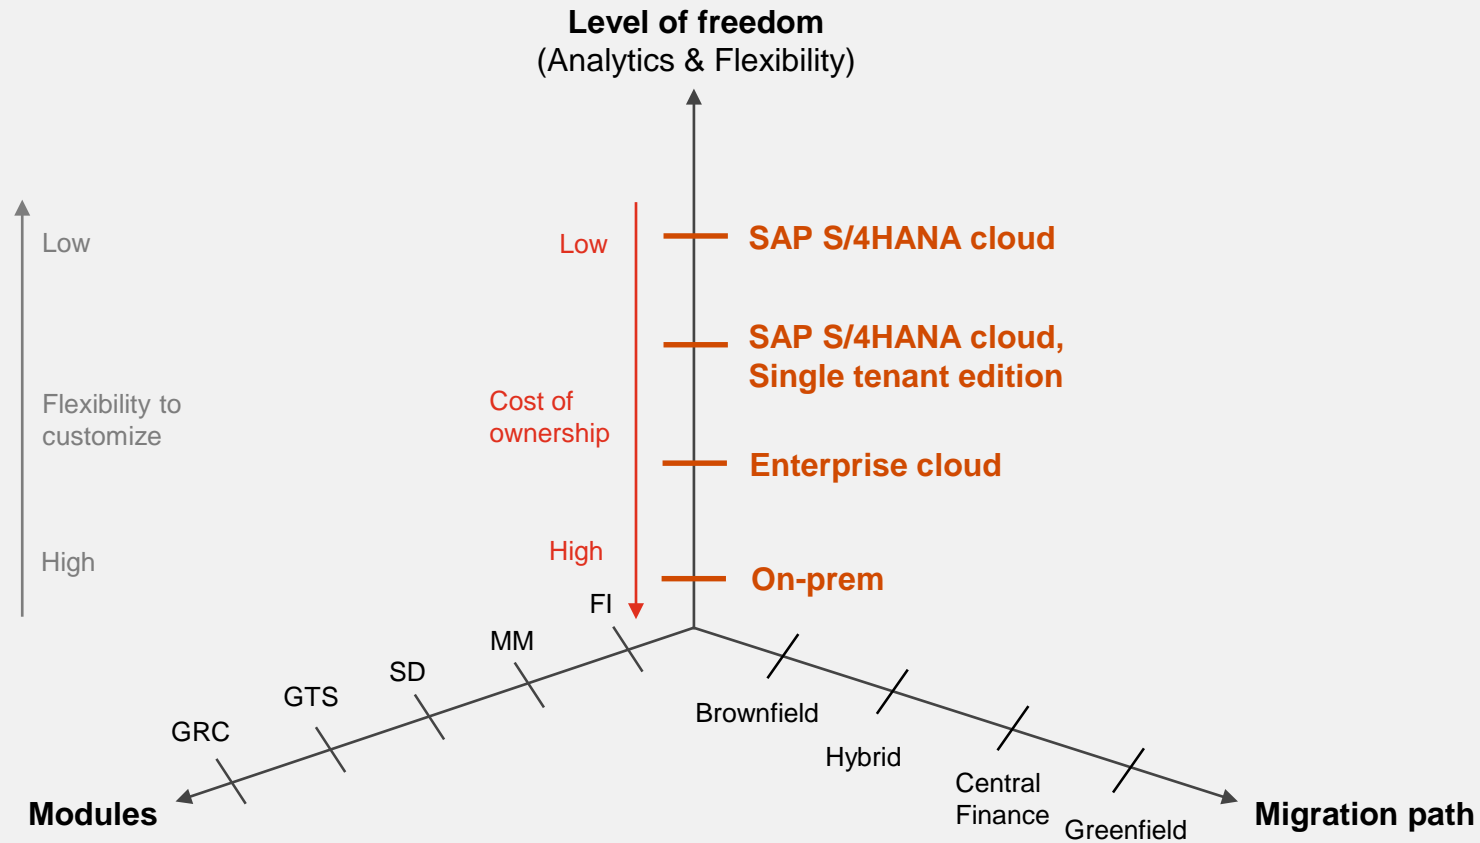 Level of freedom
(Analytics & Flexibility)
Low
Flexibility to
customize
High
Low
Cost of
ownership
High
SAP S/4HANA cloud
SAP S/4HANA cloud,
Single tenant edition
Enterprise cloud
On-prem
FI
MM
SD
GTS
GRC
Modules
Brownfield
Hybrid
Central
Finance
Greenfield
Migration path